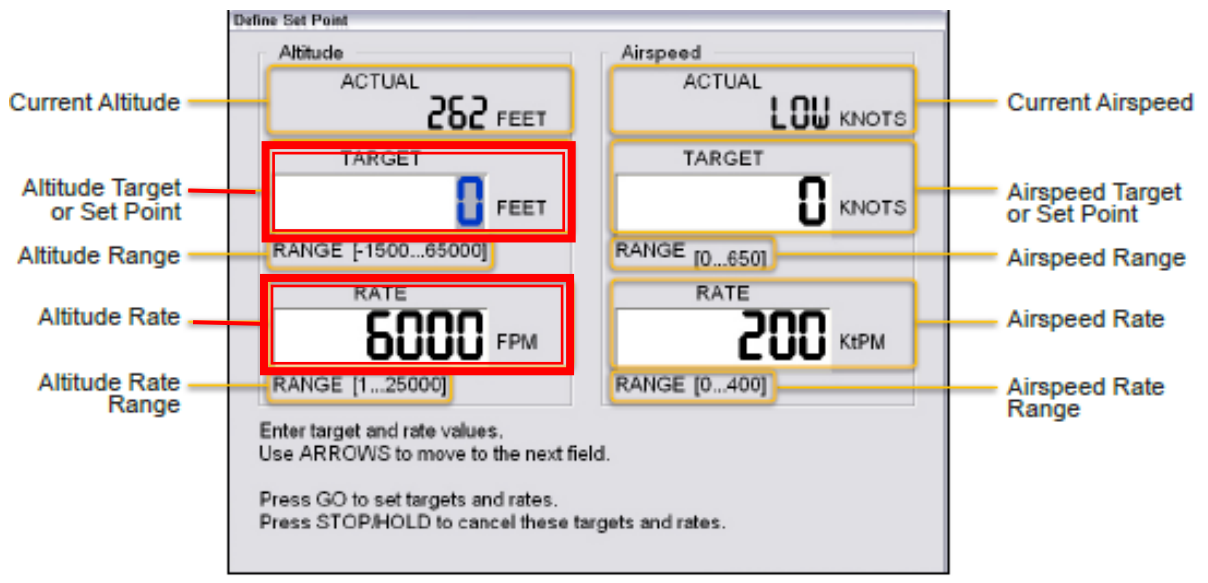 Define Set Point
Altitude
Airspeed
ACTUAL
ACTUAL
Current Altitude
262 FEET
LOW KNOTS
Current Airspeed
TARGET
TARGET
Altitude Target
or Set Point
0 FEET
0 KNOTS
Airspeed Target
or Set Point
Altitude Range
RANGE [-1500...65000]
RANGE [0...650]
Airspeed Range
RATE
RATE
Altitude Rate
6000 FPM
200 KtPM
Airspeed Rate
Altitude Rate
Range
RANGE [1...25000]
RANGE [0...400]
Airspeed Rate
Range
Enter target and rate values.
Use ARROWS to move to the next field.
Press GO to set targets and rates.
Press STOP/HOLD to cancel these targets and rates.